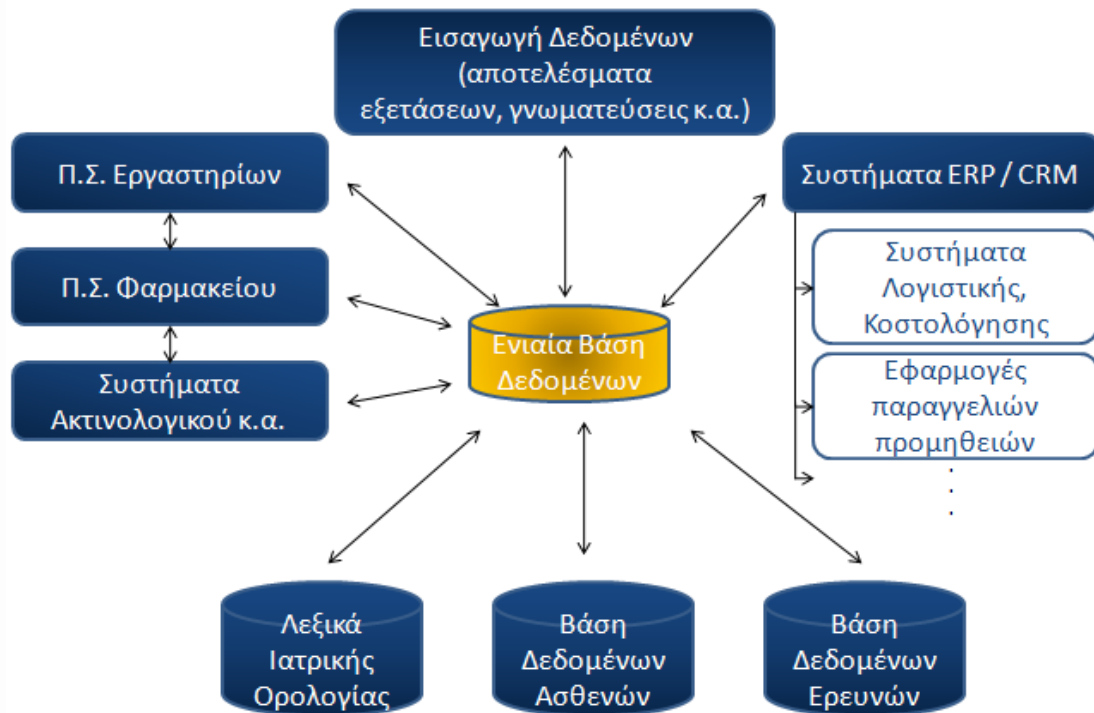 Εισαγωγή Δεδομένων
(αποτελέσματα
εξετάσεων, γνωματεύσεις κ.α.)
Π.Σ. Εργαστηρίων
Συστήματα ERP / CRM
Π.Σ. Φαρμακείου
Συστήματα
Λογιστικής,
Κοστολόγησης
Ενιαία Βάση
Δεδομένων
Συστήματα
Ακτινολογικού κ.α.
Εφαρμογές
παραγγελιών
προμηθειών
.
.
.
Λεξικά
Ιατρικής
Ορολογίας
Βάση
Δεδομένων
Ασθενών
Βάση
Δεδομένων
Ερευνών